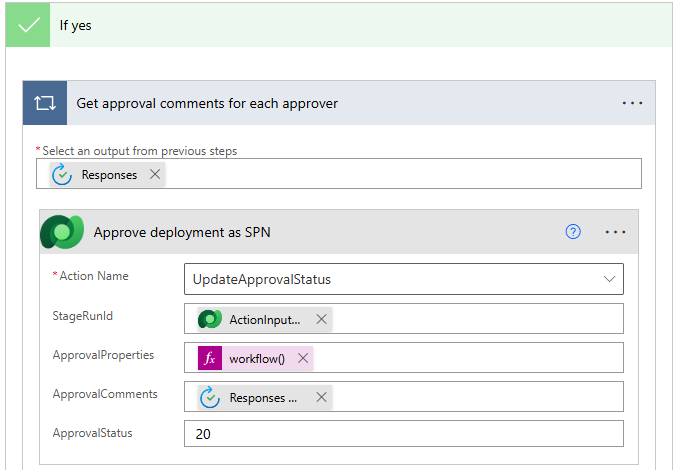 If yes
Get approval comments for each approver
* Select an output from previous steps
Responses
Approve deployment as SPN
* Action Name
UpdateApprovalStatus
StageRunId
ActionInput...
ApprovalProperties
fx workflow()
ApprovalComments
Responses ...
ApprovalStatus
20